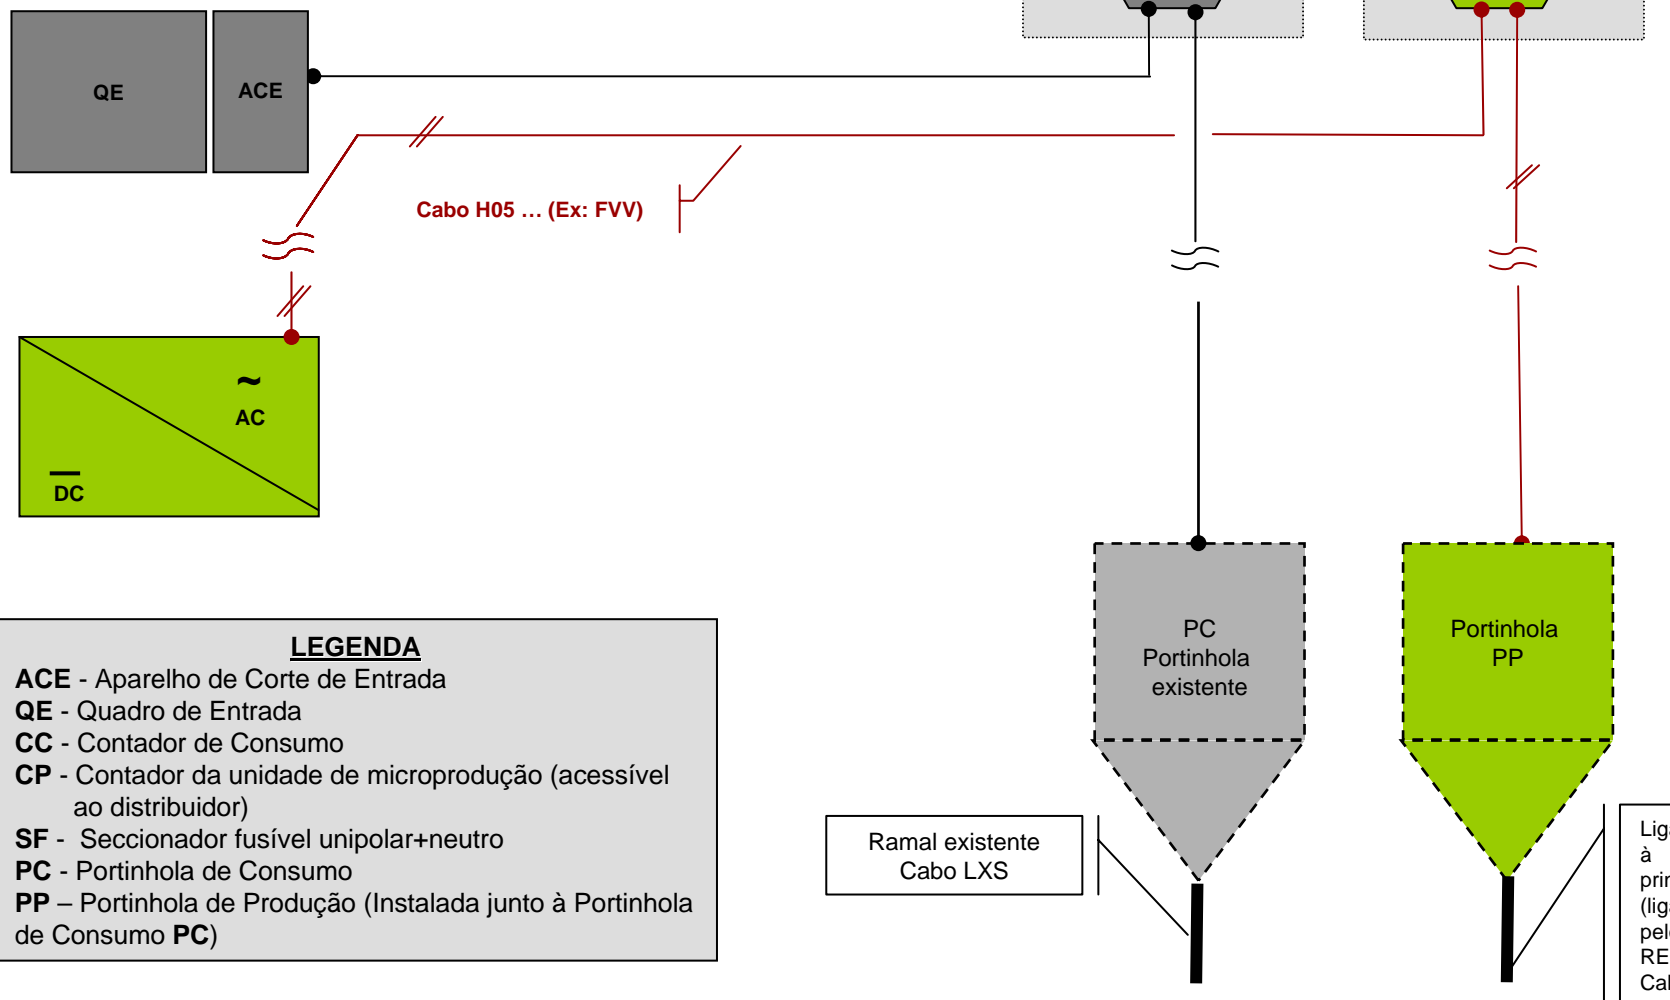 QE
ACE
Cabo H05 ... (Ex: FVV)
~
AC
DC
LEGENDA
ACE - Aparelho de Corte de Entrada
QE - Quadro de Entrada
CC - Contador de Consumo
CP - Contador da unidade de microprodução (acessível
ao distribuidor)
SF - Seccionador fusível unipolar+neutro
PC - Portinhola de Consumo
PP – Portinhola de Produção (Instalada junto à Portinhola
de Consumo PC)
PC
Portinhola
existente
Portinhola
PP
Ramal existente
Cabo LXS
à